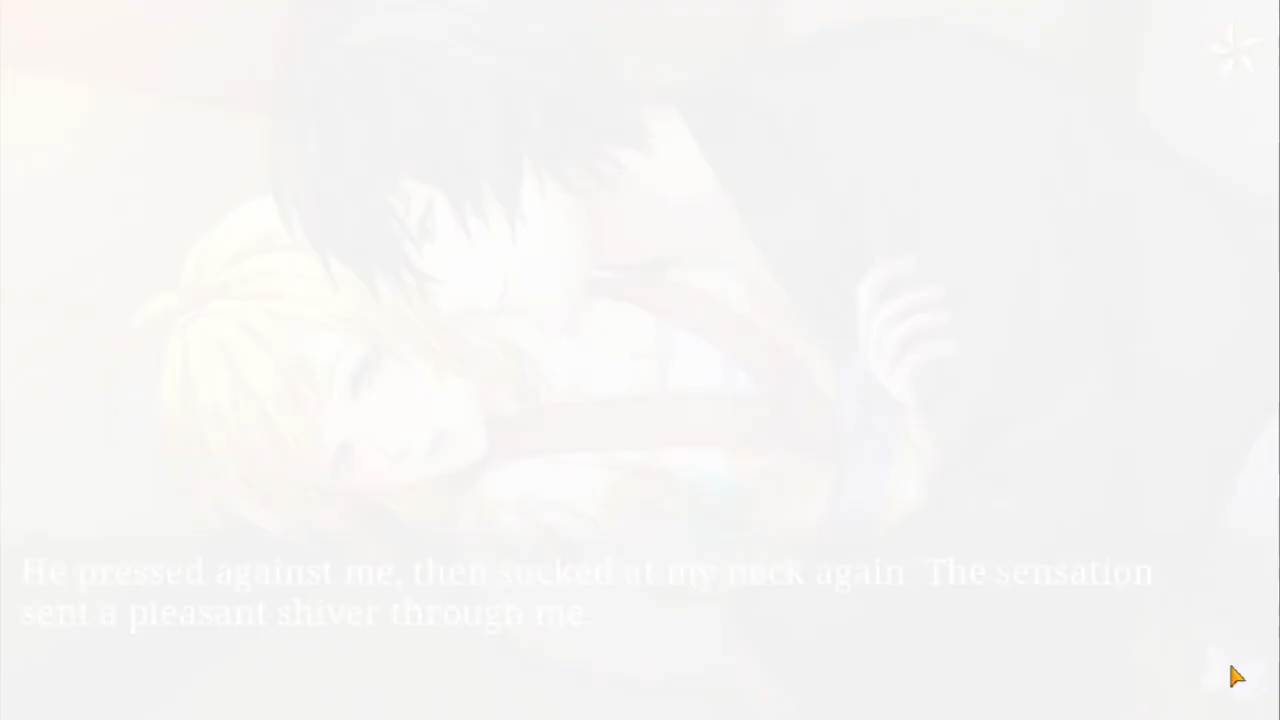 He pressed against me, then sucked at my neck again. The sensation
sent a pleasant shiver through me.